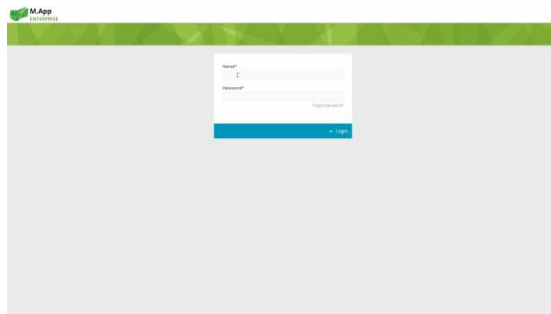 M.App
ENTERPRISE
Name*
Password*
Forgot password?
Login